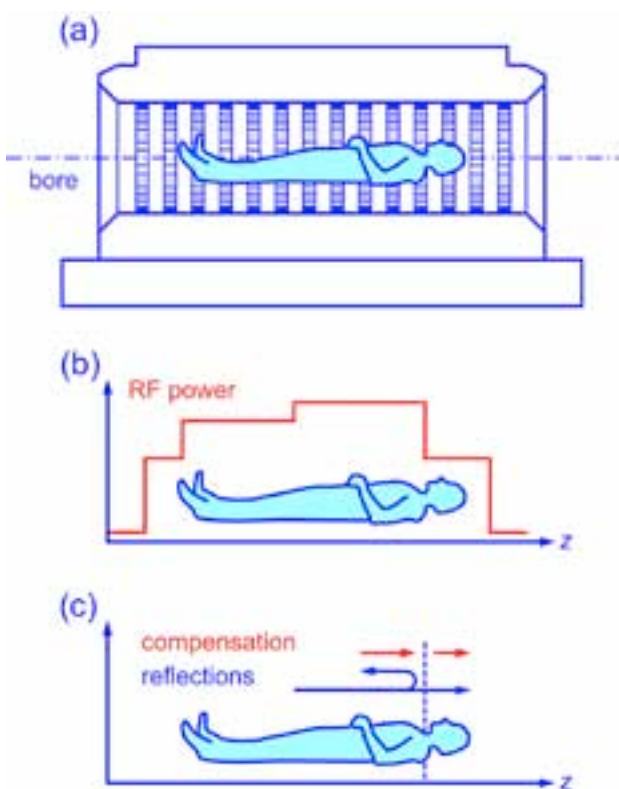 (a)
bore
(b)
RF power
z
(c)
compensation
reflections
z